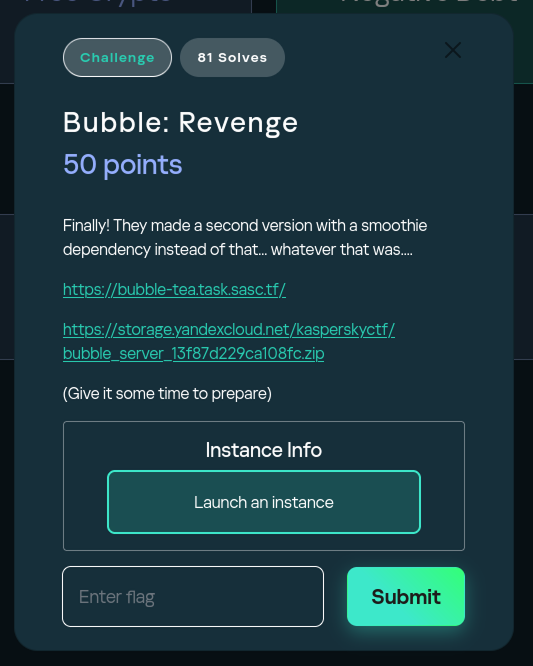 Challenge
81 Solves
Bubble: Revenge
50 points
Finally! They made a second version with a smoothie
dependency instead of that... whatever that was....
https://bubble-tea.task.sasc.tf/
https://storage.yandexcloud.net/kasperskyctf/
bubble_server_13f87d229ca108fc.zip
(Give it some time to prepare)
Instance Info
Launch an instance
Enter flag
Submit